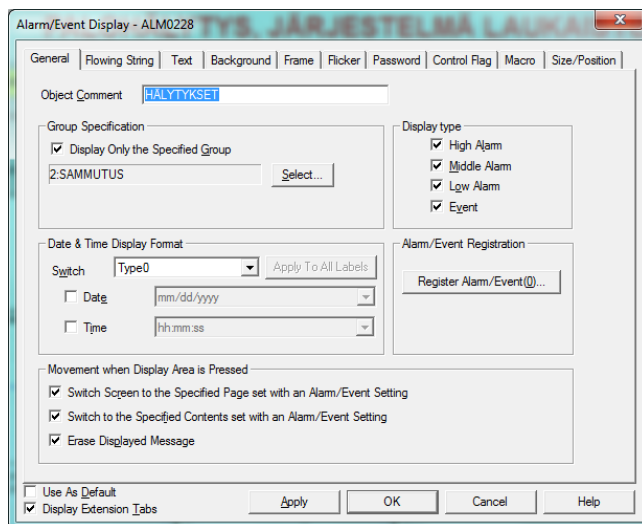 Alarm/Event Display - ALM0228
General Flowing String Text Background Frame Flicker Password Control Flag Macro Size/Position
Object Comment HÄLYTYKSET
Group Specification
Display Only the Specified Group
2:SAMMUTUS Select...
Display type
High Alarm
Middle Alarm
Low Alarm
Event
Date & Time Display Format
Switch Type0 Apply To All Labels
Date mm/dd/yyyy
Time hh:mm:ss
Alarm/Event Registration
Register Alarm/Event(0)...
Movement when Display Area is Pressed
Switch Screen to the Specified Page set with an Alarm/Event Setting
Switch to the Specified Contents set with an Alarm/Event Setting
Erase Displayed Message
Use As Default
Display Extension Tabs
Apply OK Cancel Help